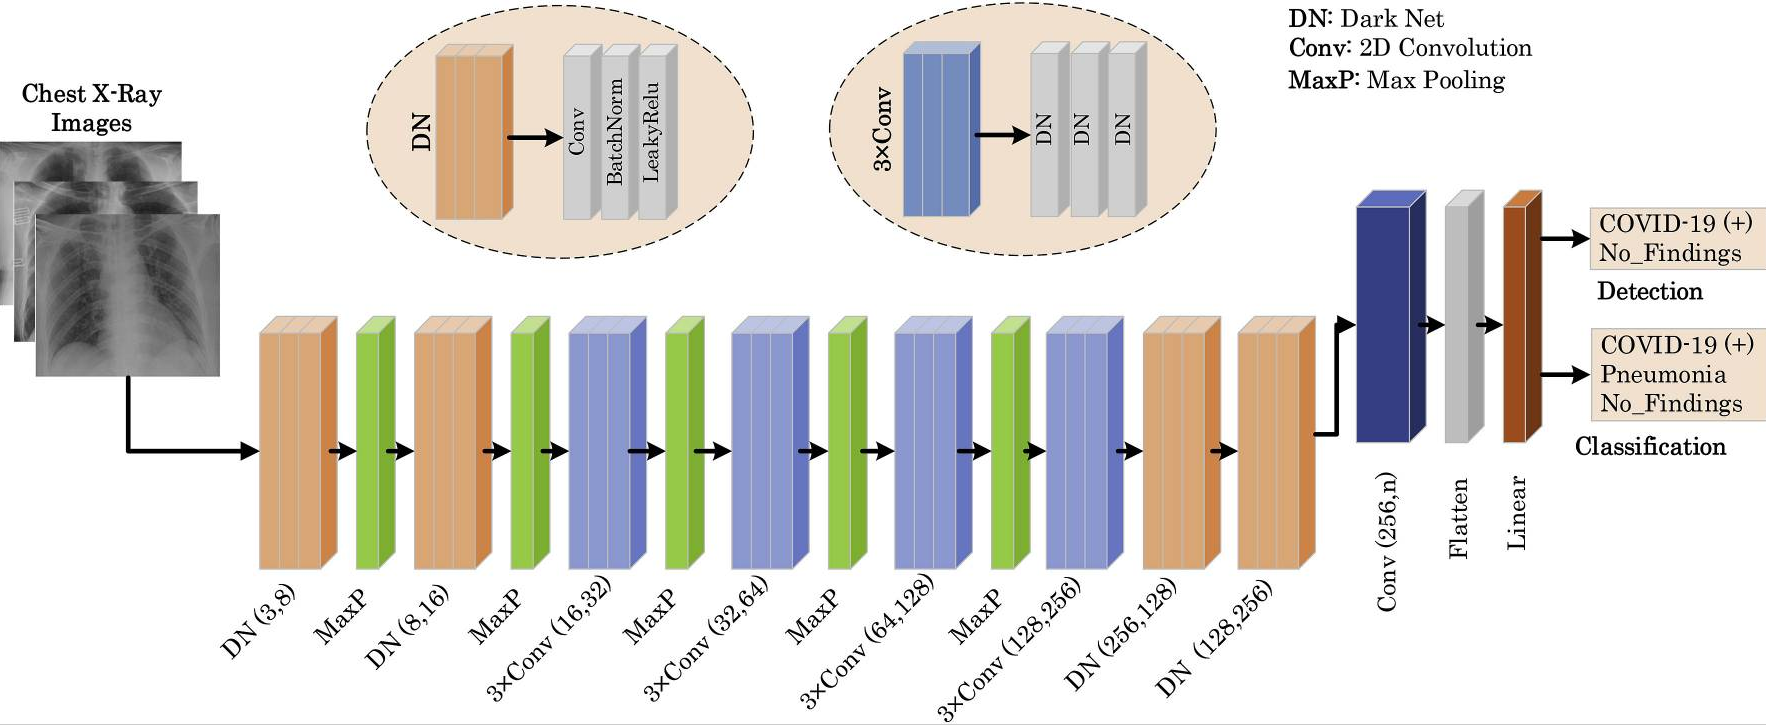 DN: Dark Net
Conv: 2D Convolution
MaxP: Max Pooling
Chest X-Ray
Images
DN
Conv
BatchNorm
LeakyRelu
3×Conv
DN
DN
DN
COVID-19 (+)
No_Findings
Detection
COVID-19 (+)
Pneumonia
No_Findings
Classification
DN (3,8)
MaxP
DN (8,16)
MaxP
3×Conv (16,32)
MaxP
3×Conv (32,64)
MaxP
3×Conv (64,128)
MaxP
3×Conv (128,256)
DN (256,128)
DN (128,256)
Conv (256,n)
Flatten
Linear